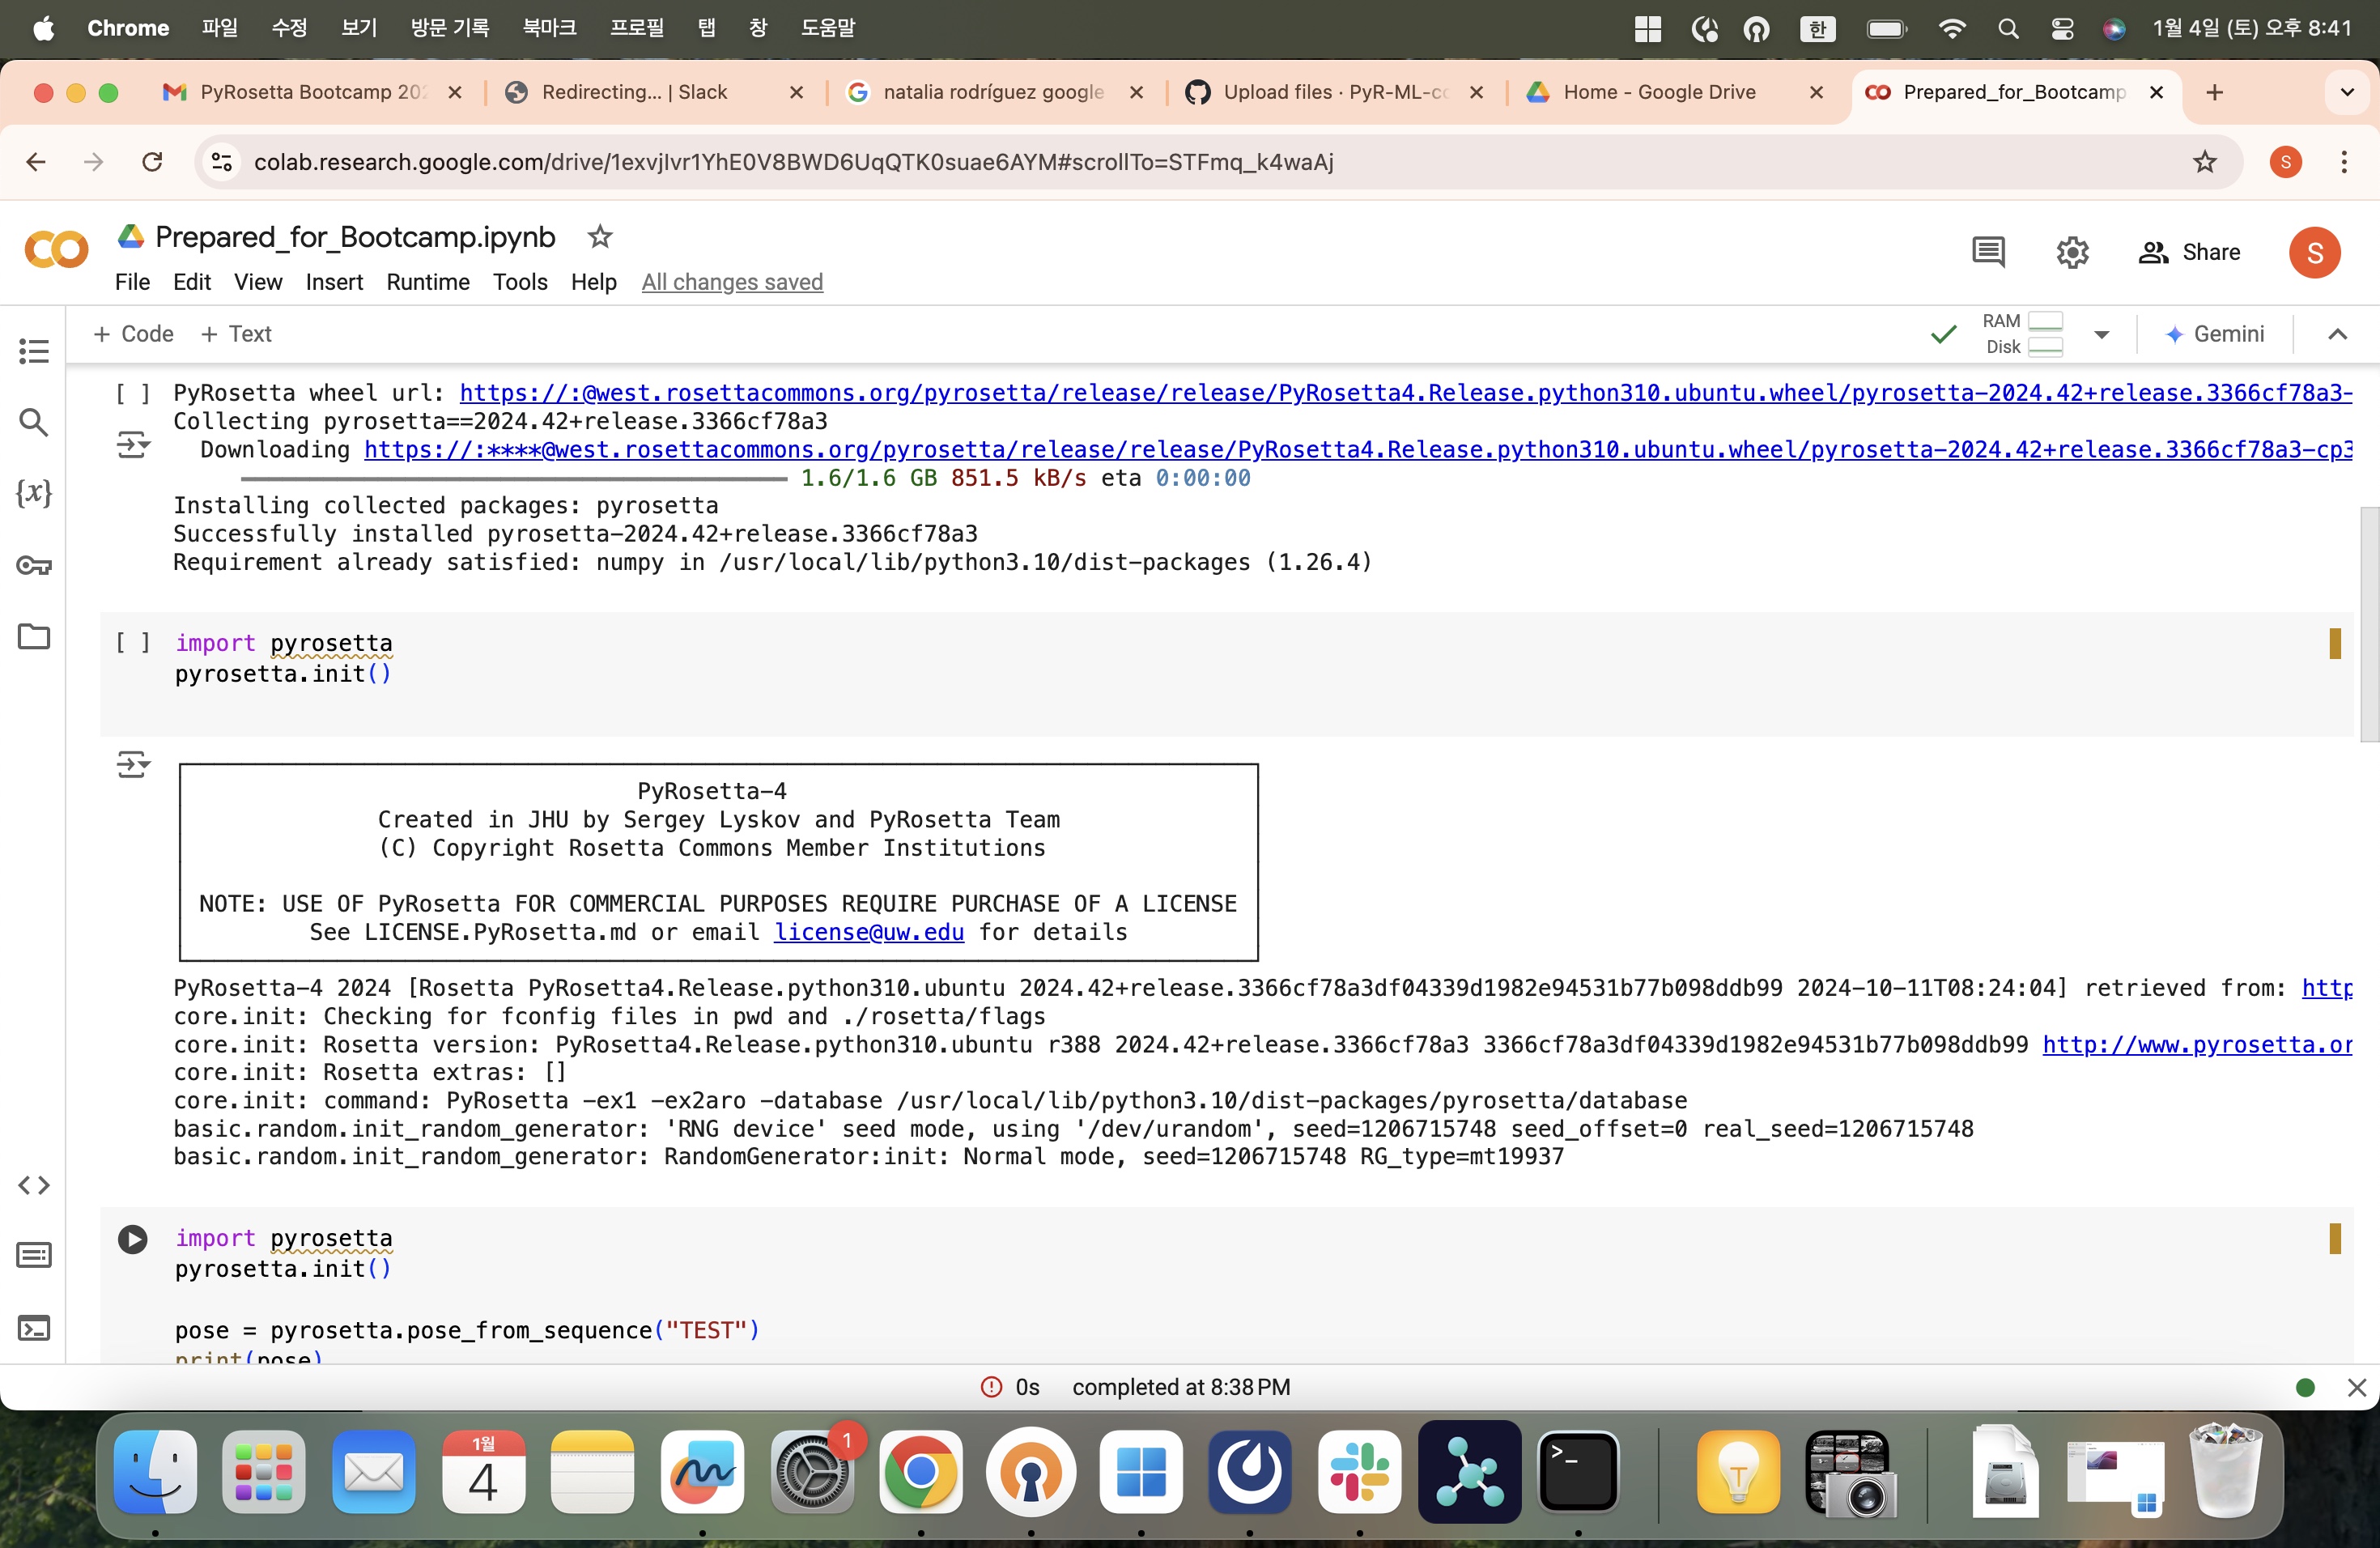 Chrome 파일 수정 보기 방문 기록 북마크 프로필 탭 창 도움말 한 1월 4일 (토) 오후 8:41
PyRosetta Bootcamp 202 Redirecting... | Slack natalia rodríguez google Upload files · PyR-ML-co Home - Google Drive Prepared_for_Bootcamp
colab.research.google.com/drive/1exvjIvr1YhE0V8BWD6UqQTK0suae6AYM#scrollTo=STFmq_k4waAj S
Prepared_for_Bootcamp.ipynb
File Edit View Insert Runtime Tools Help All changes saved
Share S
+ Code + Text
RAM
Disk
Gemini
[ ] PyRosetta wheel url: https://:@west.rosettacommons.org/pyrosetta/release/release/PyRosetta4.Release.python310.ubuntu.wheel/pyrosetta-2024.42+release.3366cf78a3-
Collecting pyrosetta==2024.42+release.3366cf78a3
Downloading https://:****@west.rosettacommons.org/pyrosetta/release/release/PyRosetta4.Release.python310.ubuntu.wheel/pyrosetta-2024.42+release.3366cf78a3-cp3
1.6/1.6 GB 851.5 kB/s eta 0:00:00
Installing collected packages: pyrosetta
Successfully installed pyrosetta-2024.42+release.3366cf78a3
Requirement already satisfied: numpy in /usr/local/lib/python3.10/dist-packages (1.26.4)
[ ] import pyrosetta
pyrosetta.init()
PyRosetta-4
Created in JHU by Sergey Lyskov and PyRosetta Team
(C) Copyright Rosetta Commons Member Institutions
NOTE: USE OF PyRosetta FOR COMMERCIAL PURPOSES REQUIRE PURCHASE OF A LICENSE
See LICENSE.PyRosetta.md or email license@uw.edu for details
PyRosetta-4 2024 [Rosetta PyRosetta4.Release.python310.ubuntu 2024.42+release.3366cf78a3df04339d1982e94531b77b098ddb99 2024-10-11T08:24:04] retrieved from: http
core.init: Checking for fconfig files in pwd and ./rosetta/flags
core.init: Rosetta version: PyRosetta4.Release.python310.ubuntu r388 2024.42+release.3366cf78a3 3366cf78a3df04339d1982e94531b77b098ddb99 http://www.pyrosetta.or
core.init: Rosetta extras: []
core.init: command: PyRosetta -ex1 -ex2aro -database /usr/local/lib/python3.10/dist-packages/pyrosetta/database
basic.random.init_random_generator: 'RNG device' seed mode, using '/dev/urandom', seed=1206715748 seed_offset=0 real_seed=1206715748
basic.random.init_random_generator: RandomGenerator:init: Normal mode, seed=1206715748 RG_type=mt19937
import pyrosetta
pyrosetta.init()
pose = pyrosetta.pose_from_sequence("TEST")
print(pose)
0s completed at 8:38 PM
1월
4
1